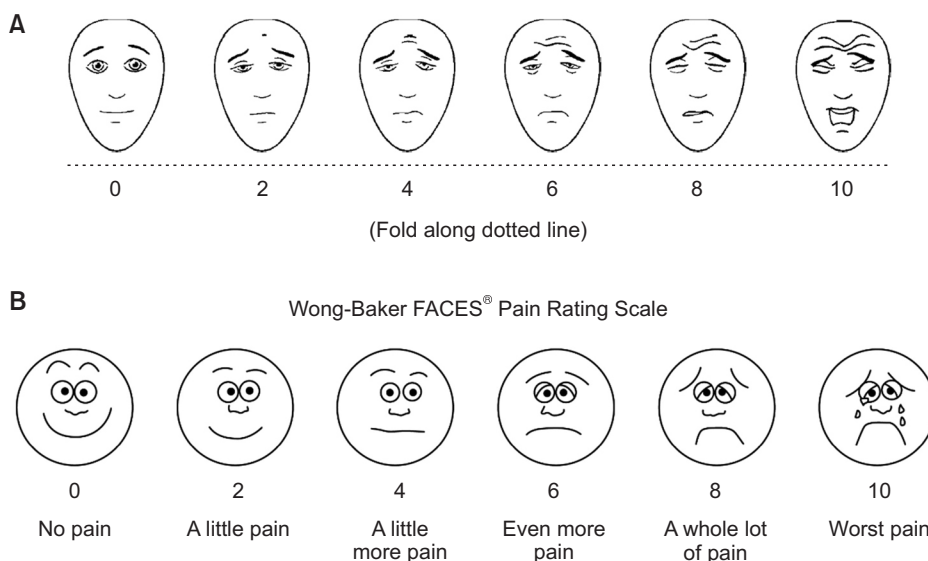 A
0 2 4 6 8 10
(Fold along dotted line)
B
Wong-Baker FACES® Pain Rating Scale
0 2 4 6 8 10
No pain A little pain A little Even more A whole lot Worst pain
more pain pain of pain